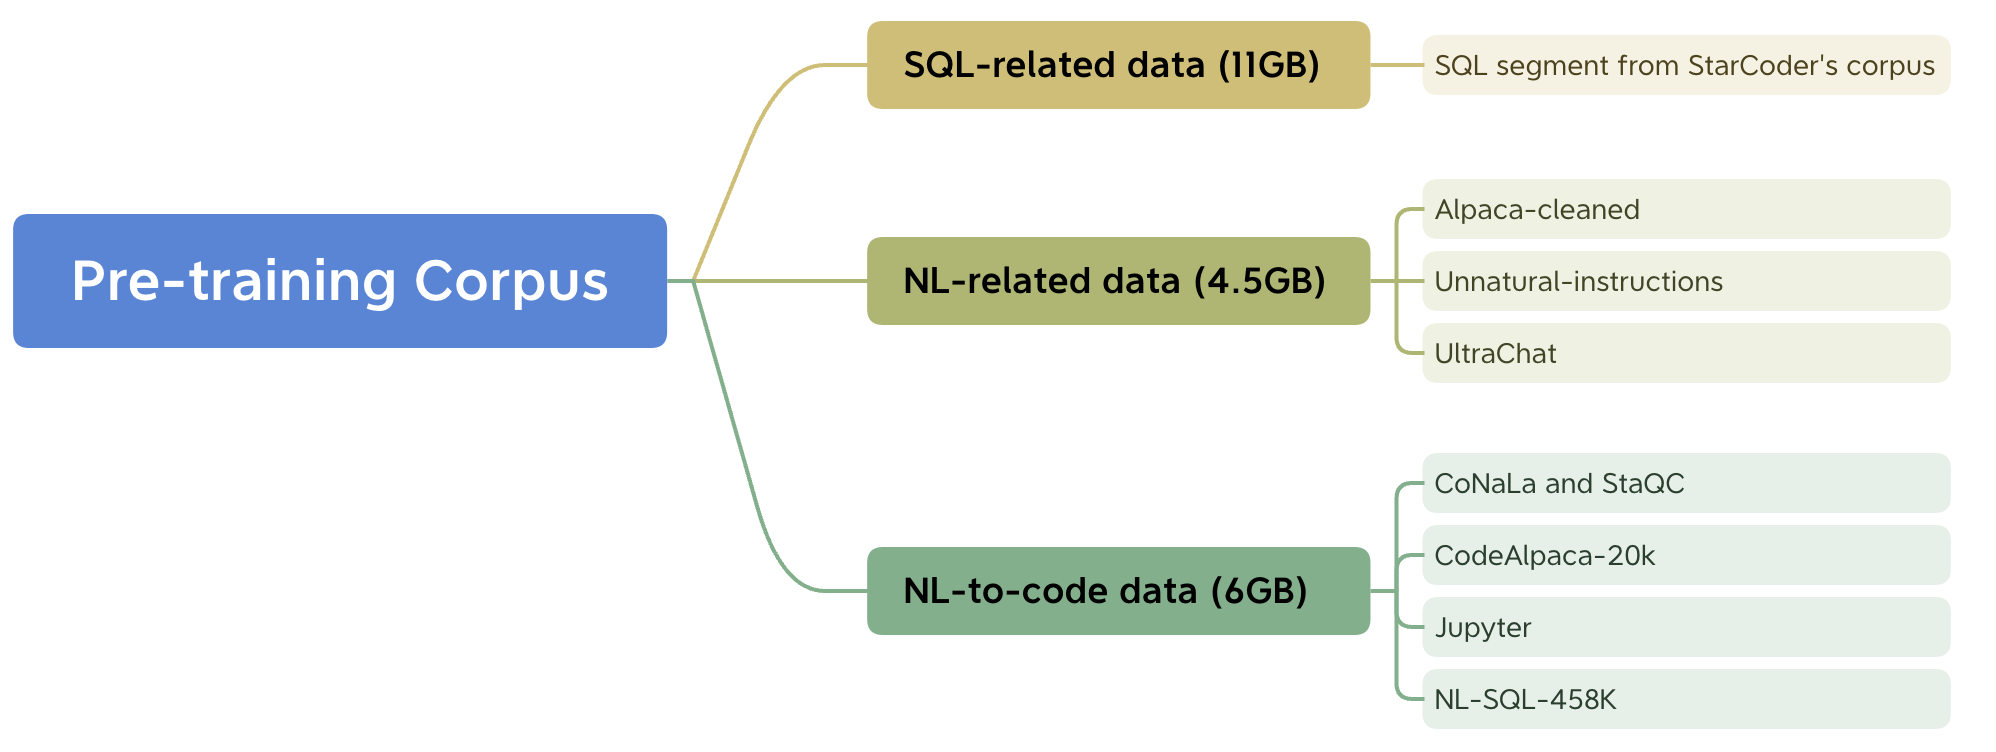 Pre-training Corpus
SQL-related data (11GB)
SQL segment from StarCoder's corpus
NL-related data (4.5GB)
Alpaca-cleaned
Unnatural-instructions
UltraChat
NL-to-code data (6GB)
CoNaLa and StaQC
CodeAlpaca-20k
Jupyter
NL-SQL-458K